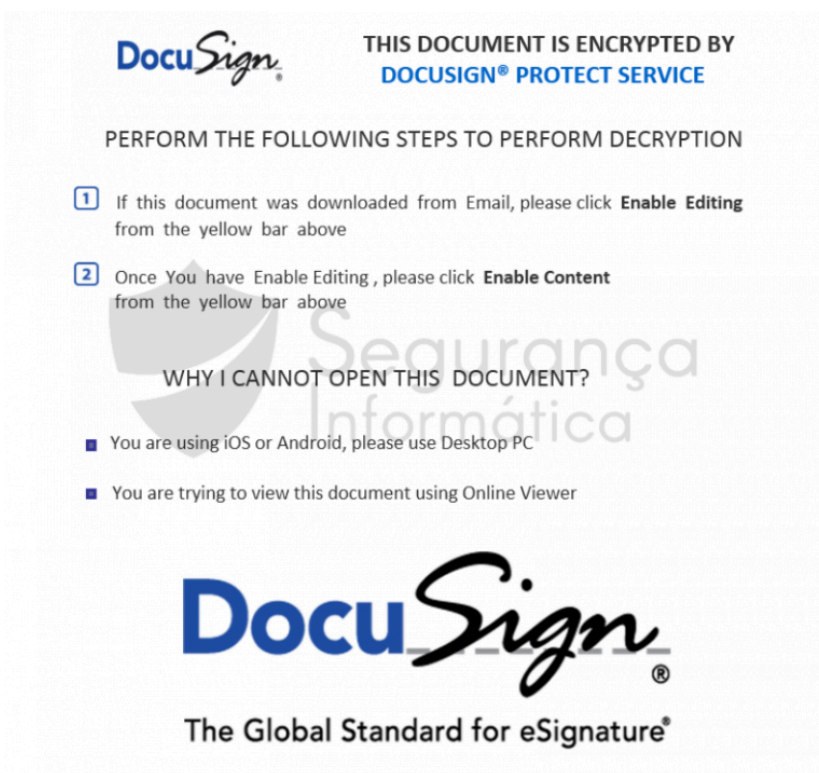 DocuSign®
THIS DOCUMENT IS ENCRYPTED BY
DOCUSIGN® PROTECT SERVICE
PERFORM THE FOLLOWING STEPS TO PERFORM DECRYPTION
1 If this document was downloaded from Email, please click Enable Editing
from the yellow bar above
2 Once You have Enable Editing , please click Enable Content
from the yellow bar above
Segurança
Informática
WHY I CANNOT OPEN THIS DOCUMENT?
You are using iOS or Android, please use Desktop PC
You are trying to view this document using Online Viewer
DocuSign®
The Global Standard for eSignature®